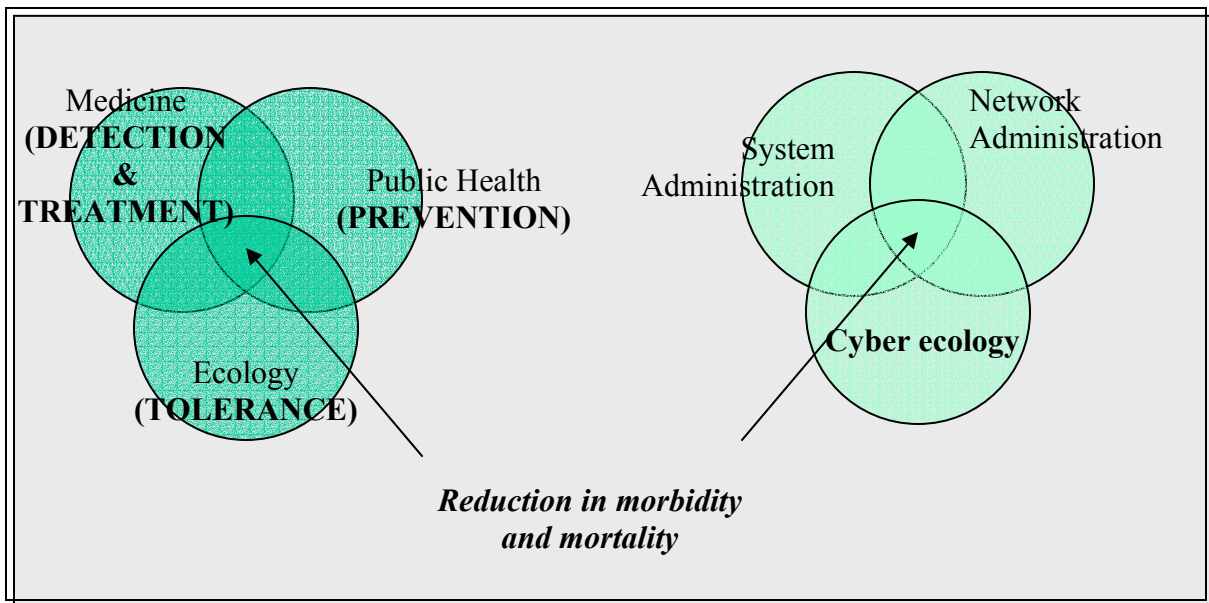 Medicine
(DETECTION
&
TREATMENT)
Public Health
(PREVENTION)
Ecology
(TOLERANCE)
System
Administration
Network
Administration
Cyber ecology
Reduction in morbidity
and mortality